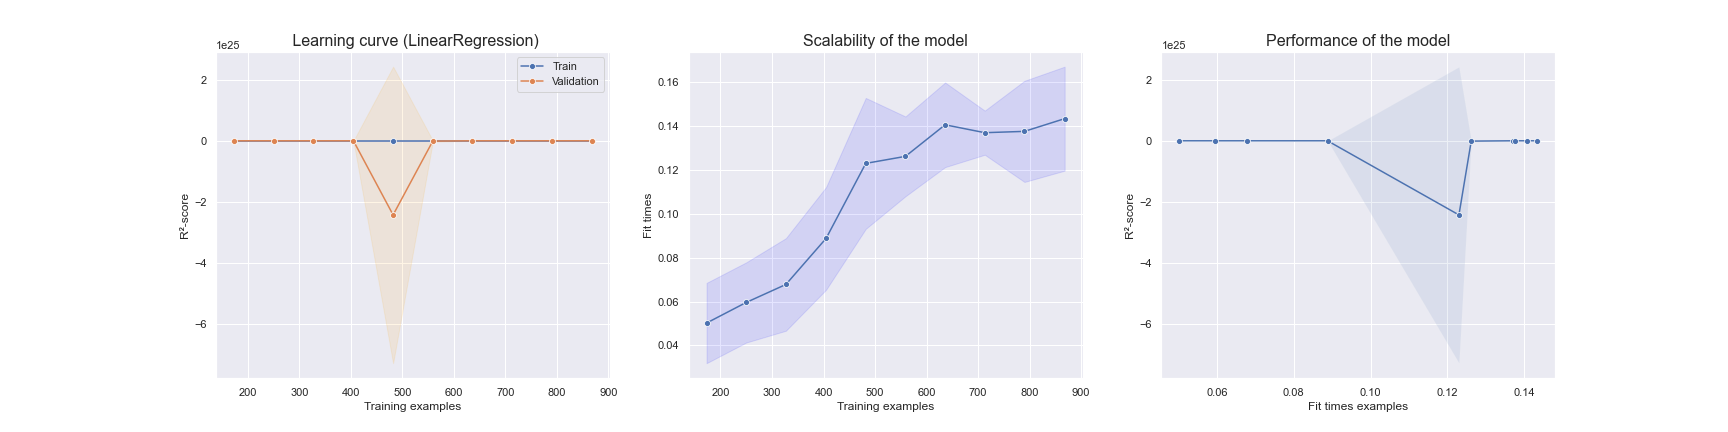 Learning curve (LinearRegression)
1e25
Train
Validation
2
0
−2
−4
−6
R²-score
200 300 400 500 600 700 800 900
Training examples
Scalability of the model
0.16
0.14
0.12
0.10
0.08
0.06
0.04
Fit times
200 300 400 500 600 700 800 900
Training examples
Performance of the model
1e25
2
0
−2
−4
−6
R²-score
0.06 0.08 0.10 0.12 0.14
Fit times examples